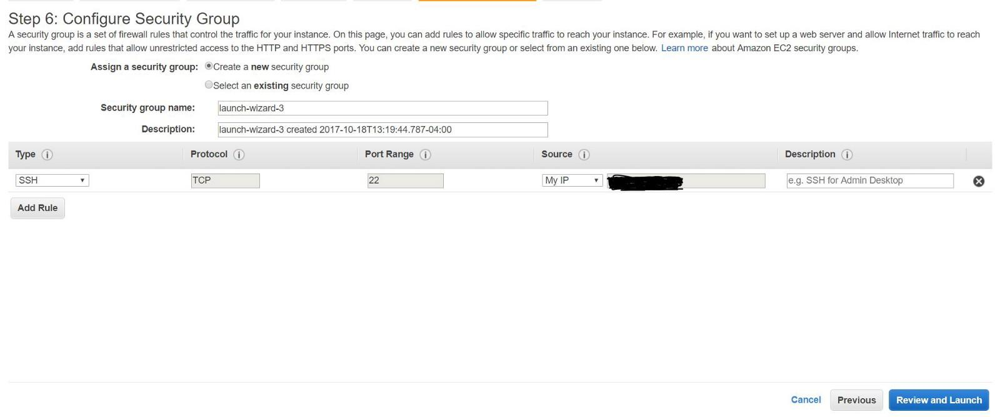 Step 6: Configure Security Group
A security group is a set of firewall rules that control the traffic for your instance. On this page, you can add rules to allow specific traffic to reach your instance. For example, if you want to set up a web server and allow Internet traffic to reach
your instance, add rules that allow unrestricted access to the HTTP and HTTPS ports. You can create a new security group or select from an existing one below. Learn more about Amazon EC2 security groups.
Assign a security group: Create a new security group
Select an existing security group
Security group name: launch-wizard-3
Description: launch-wizard-3 created 2017-10-18T13:19:44.787-04:00
Type Protocol Port Range Source Description
SSH TCP 22 My IP e.g. SSH for Admin Desktop
Add Rule
Cancel Previous Review and Launch